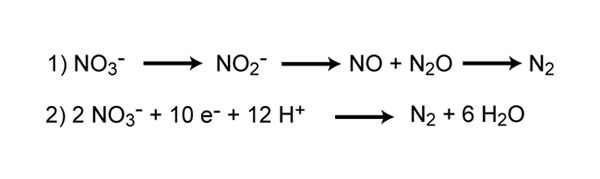 1) NO₃⁻ ⟶ NO₂⁻ ⟶ NO + N₂O ⟶ N₂
2) 2 NO₃⁻ + 10 e⁻ + 12 H⁺ ⟶ N₂ + 6 H₂O